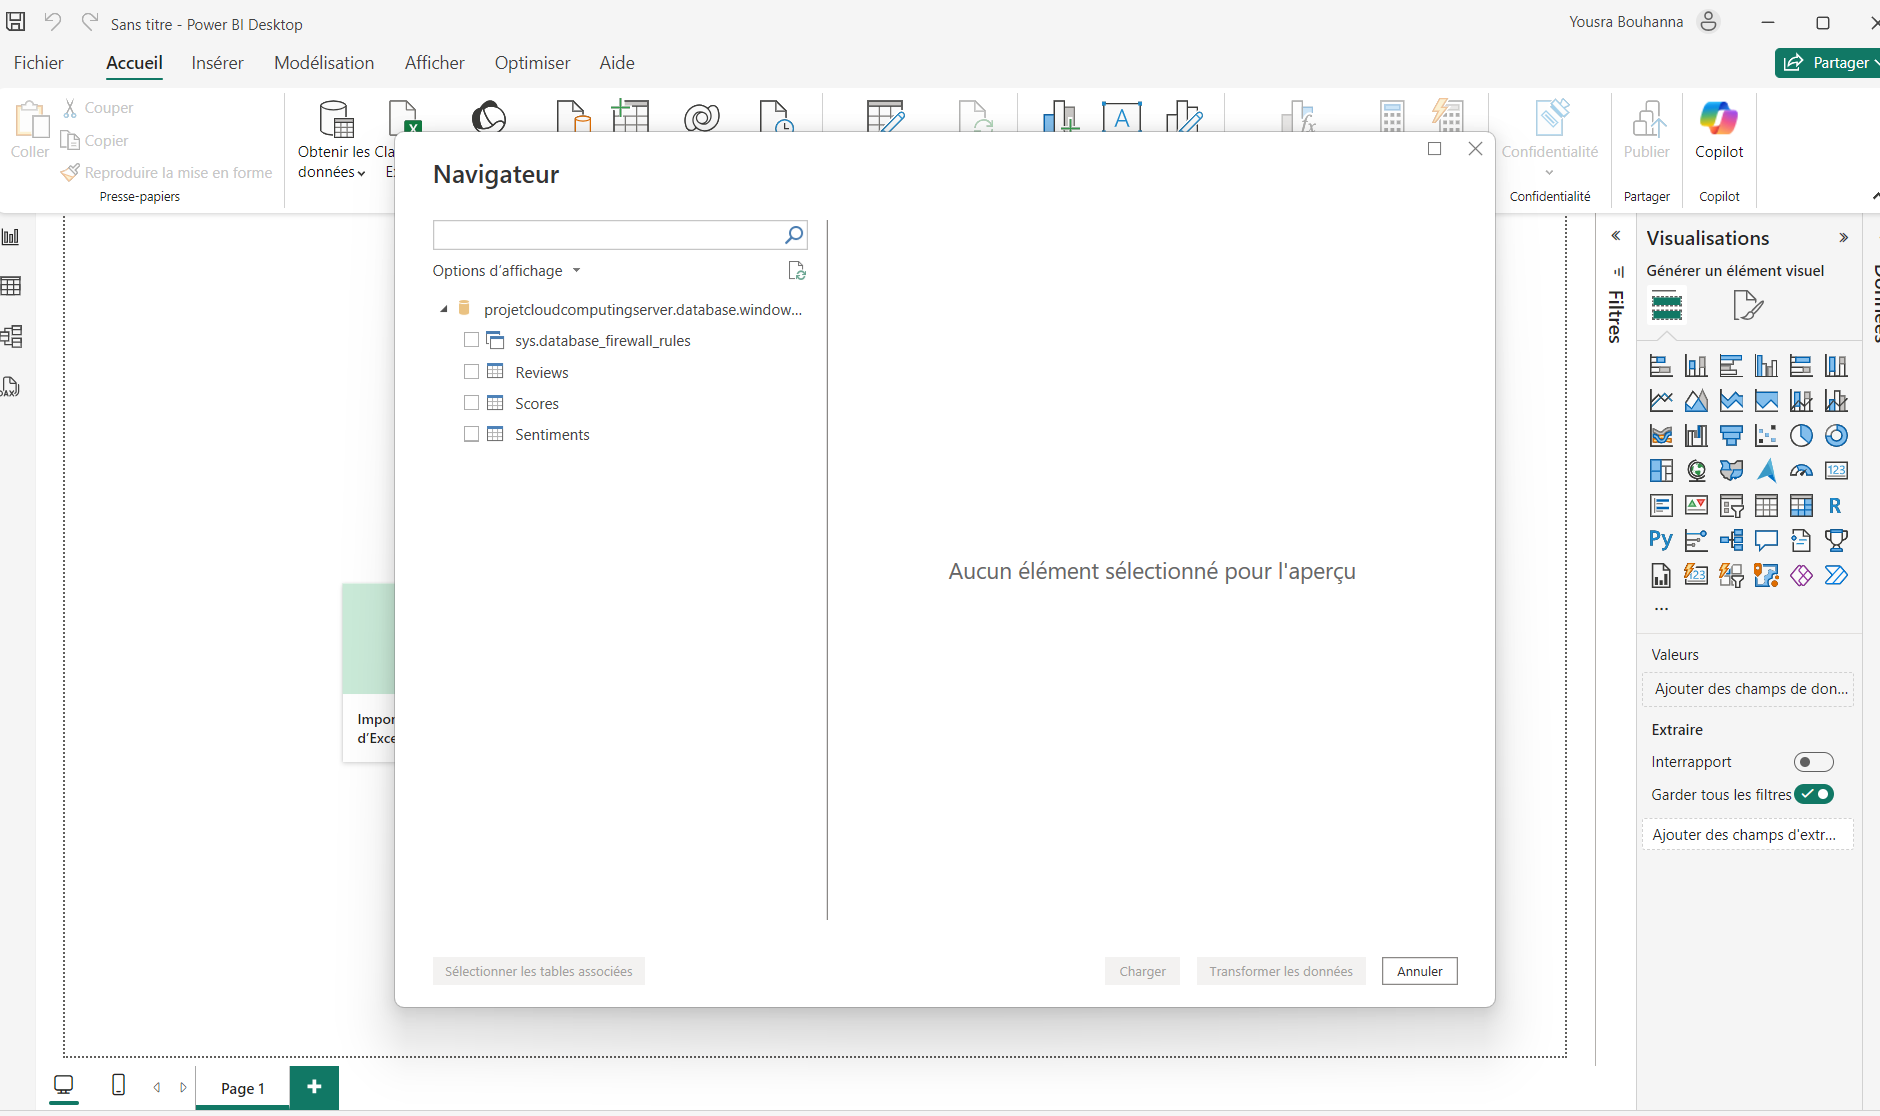 Sans titre - Power BI Desktop
Yousra Bouhanna
Fichier
Accueil
Insérer
Modélisation
Afficher
Optimiser
Aide
Partager
Coller
Couper
Copier
Reproduire la mise en forme
Presse-papiers
Obtenir les
données
Cla
E
Confidentialité
Confidentialité
Publier
Partager
Copilot
Copilot
Navigateur
Options d'affichage
projetcloudcomputingserver.database.window...
sys.database_firewall_rules
Reviews
Scores
Sentiments
Aucun élément sélectionné pour l'aperçu
Sélectionner les tables associées
Charger
Transformer les données
Annuler
Impor
d'Exce
Filtres
Visualisations
Générer un élément visuel
123
R
Py
123
...
Valeurs
Ajouter des champs de don...
Extraire
Interrapport
Garder tous les filtres
Ajouter des champs d'extr...
Page 1